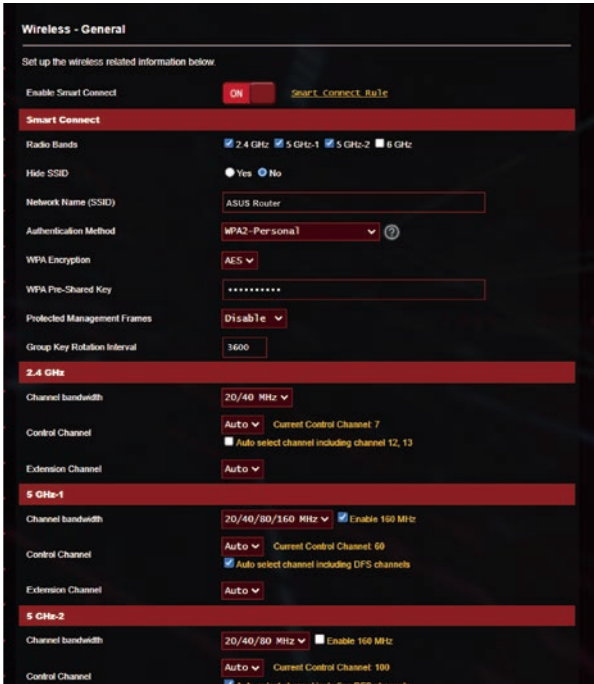 Wireless - General
Set up the wireless related information below.
Enable Smart Connect ON Smart Connect Rule
Smart Connect
Radio Bands 2.4 GHz 5 GHz-1 5 GHz-2 6 GHz
Hide SSID Yes No
Network Name (SSID) ASUS Router
Authentication Method WPA2-Personal ?
WPA Encryption AES
WPA Pre-Shared Key ••••••••••
Protected Management Frames Disable
Group Key Rotation Interval 3600
2.4 GHz
Channel bandwidth 20/40 MHz
Control Channel Auto Current Control Channel: 7
Auto select channel including channel 12, 13
Extension Channel Auto
5 GHz-1
Channel bandwidth 20/40/80/160 MHz Enable 160 MHz
Control Channel Auto Current Control Channel: 60
Auto select channel including DFS channels
Extension Channel Auto
5 GHz-2
Channel bandwidth 20/40/80 MHz Enable 160 MHz
Control Channel Auto Current Control Channel: 100